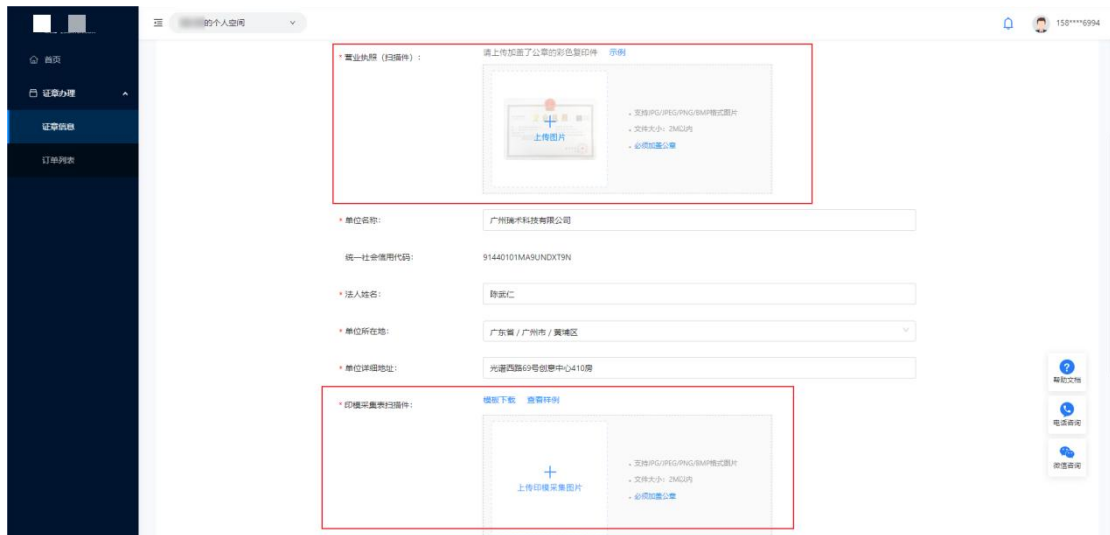 的个人空间
158****6994
首页
证章办理
证章信息
订单列表
* 营业执照（扫描件）：
请上传加盖了公章的彩色复印件 示例
上传图片
支持JPG/JPEG/PNG/BMP格式图片
文件大小：2M以内
必须加盖公章
* 单位名称：
广州瑞术科技有限公司
统一社会信用代码：
91440101MA9UNDXT9N
* 法人姓名：
陈武仁
* 单位所在地：
广东省 / 广州市 / 黄埔区
* 单位详细地址：
光谱西路69号创意中心410房
* 印模采集表扫描件：
模板下载 查看样例
上传印模采集图片
支持JPG/JPEG/PNG/BMP格式图片
文件大小：2M以内
必须加盖公章
帮助文档
电话咨询
微信咨询